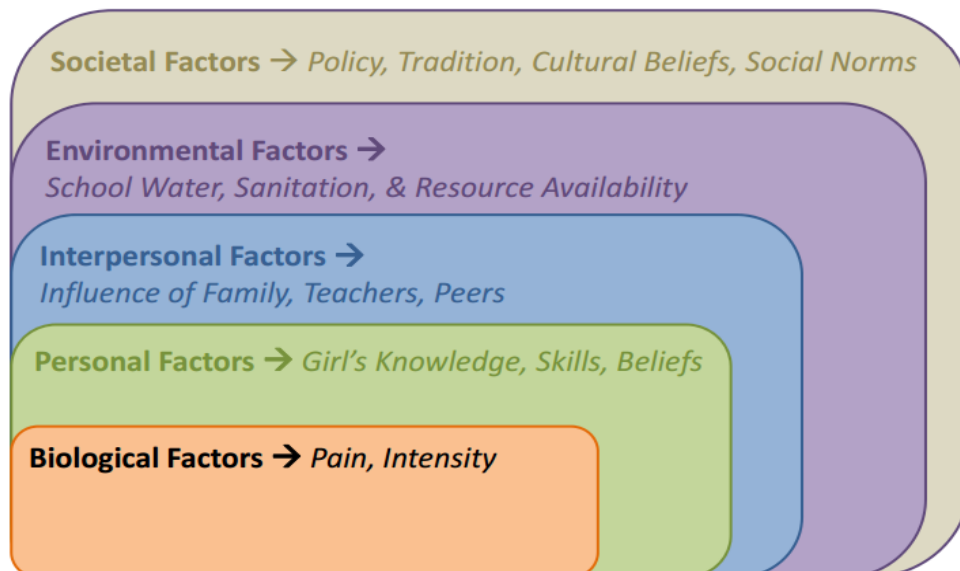 Societal Factors → Policy, Tradition, Cultural Beliefs, Social Norms
Environmental Factors →
School Water, Sanitation, & Resource Availability
Interpersonal Factors →
Influence of Family, Teachers, Peers
Personal Factors → Girl's Knowledge, Skills, Beliefs
Biological Factors → Pain, Intensity